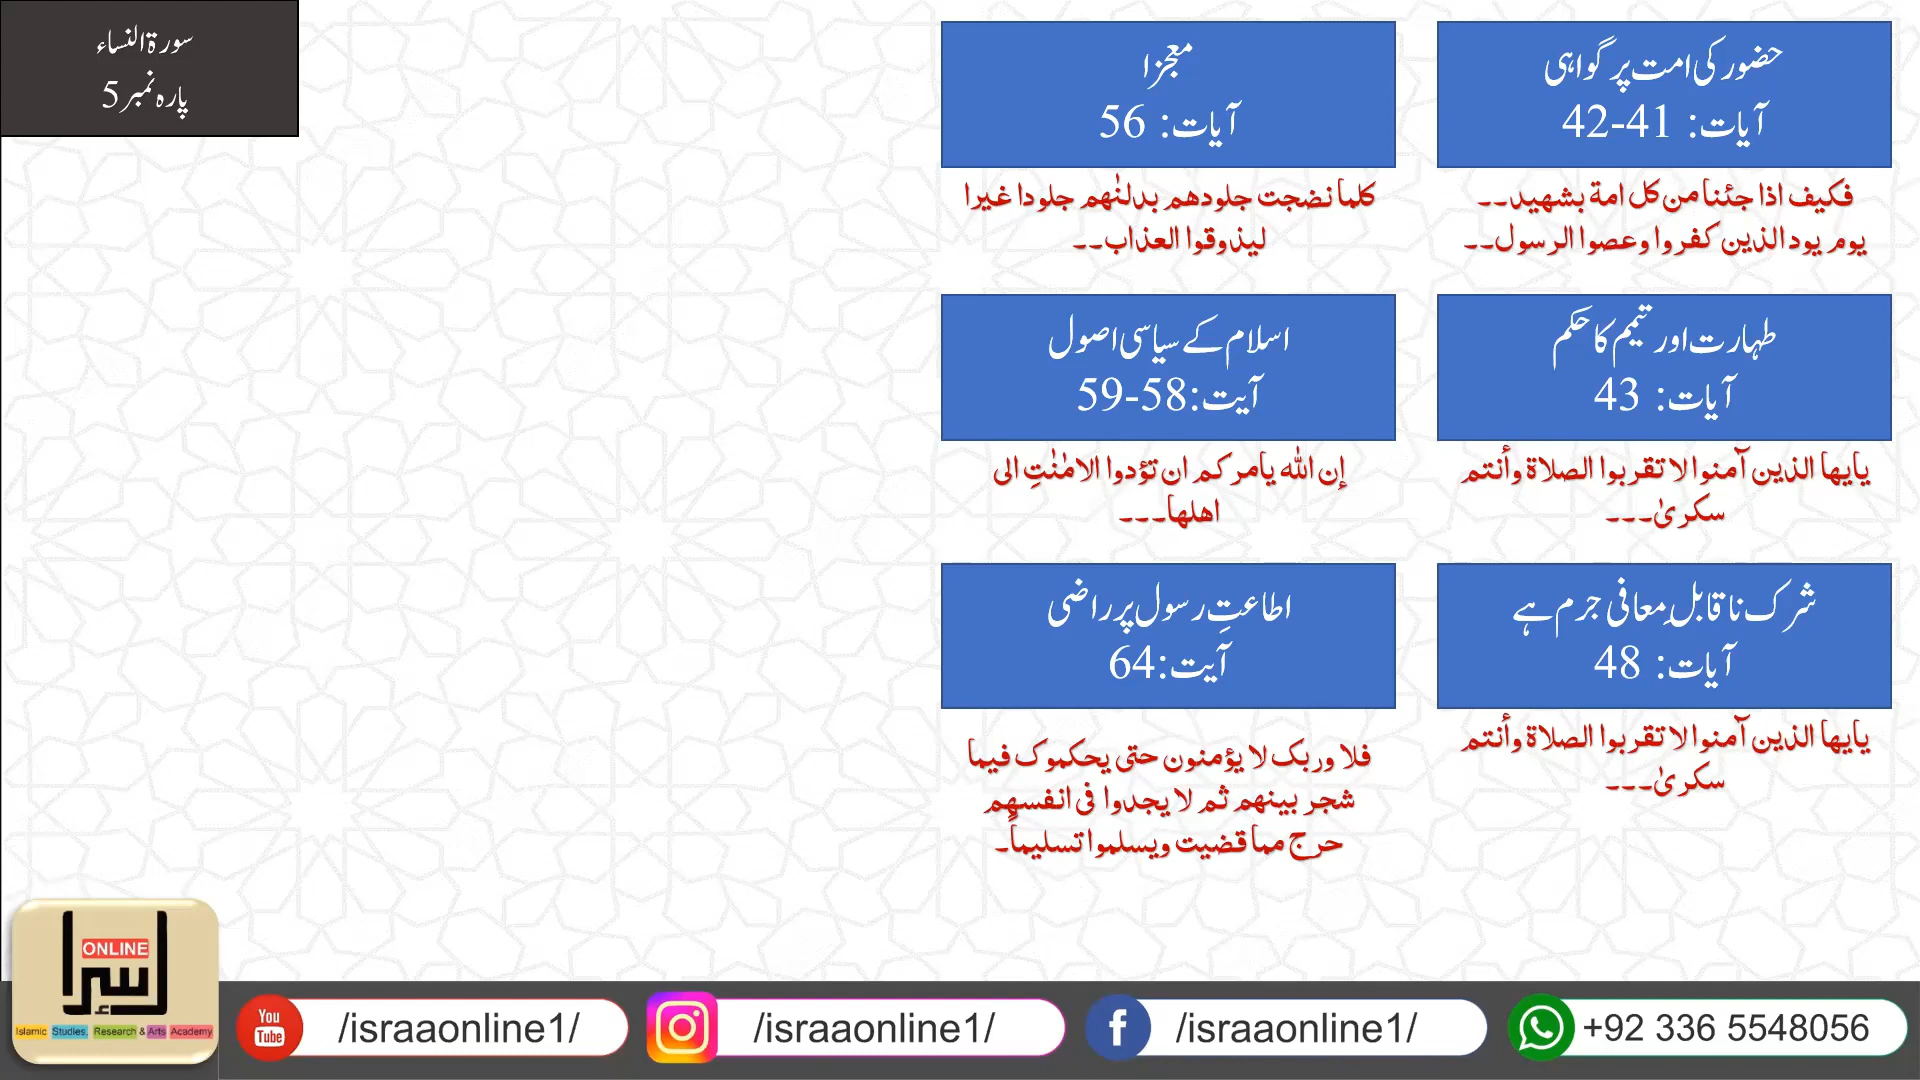 سورۃ النساء
پارہ نمبر 5
حضور کی امت پر گواہی
آیات: 41-42
فکیف اذا جئنا من کل امة بشھید۔۔
یوم یود الذین کفروا وعصوا الرسول۔۔
طہارت اور تیمم کا حکم
آیات: 43
یایھا الذین آمنوا لا تقربوا الصلاة وأنتم
سکریٰ۔۔۔
شرک ناقابلِ معافی جرم ہے
آیات: 48
یایھا الذین آمنوا لا تقربوا الصلاة وأنتم
سکریٰ۔۔۔
معجزا
آیات: 56
کلما نضجت جلودھم بدلنٰھم جلودا غیرا
لیذوقوا العذاب۔۔
اسلام کے سیاسی اصول
آیت:58-59
إن اللہ یامرکم ان تؤدوا الامٰنٰتِ الی
اھلھا۔۔۔
اطاعتِ رسول پر راضی
آیت:64
فلا وربک لا یؤمنون حتی یحکموک فیما
شجر بینھم ثم لا یجدوا فی انفسھم
حرج مما قضیت ویسلموا تسلیماً۔
إسرا
ONLINE
Islamic Studies, Research & Arts Academy
You
Tube
/israaonline1/
/israaonline1/
f
/israaonline1/
+92 336 5548056